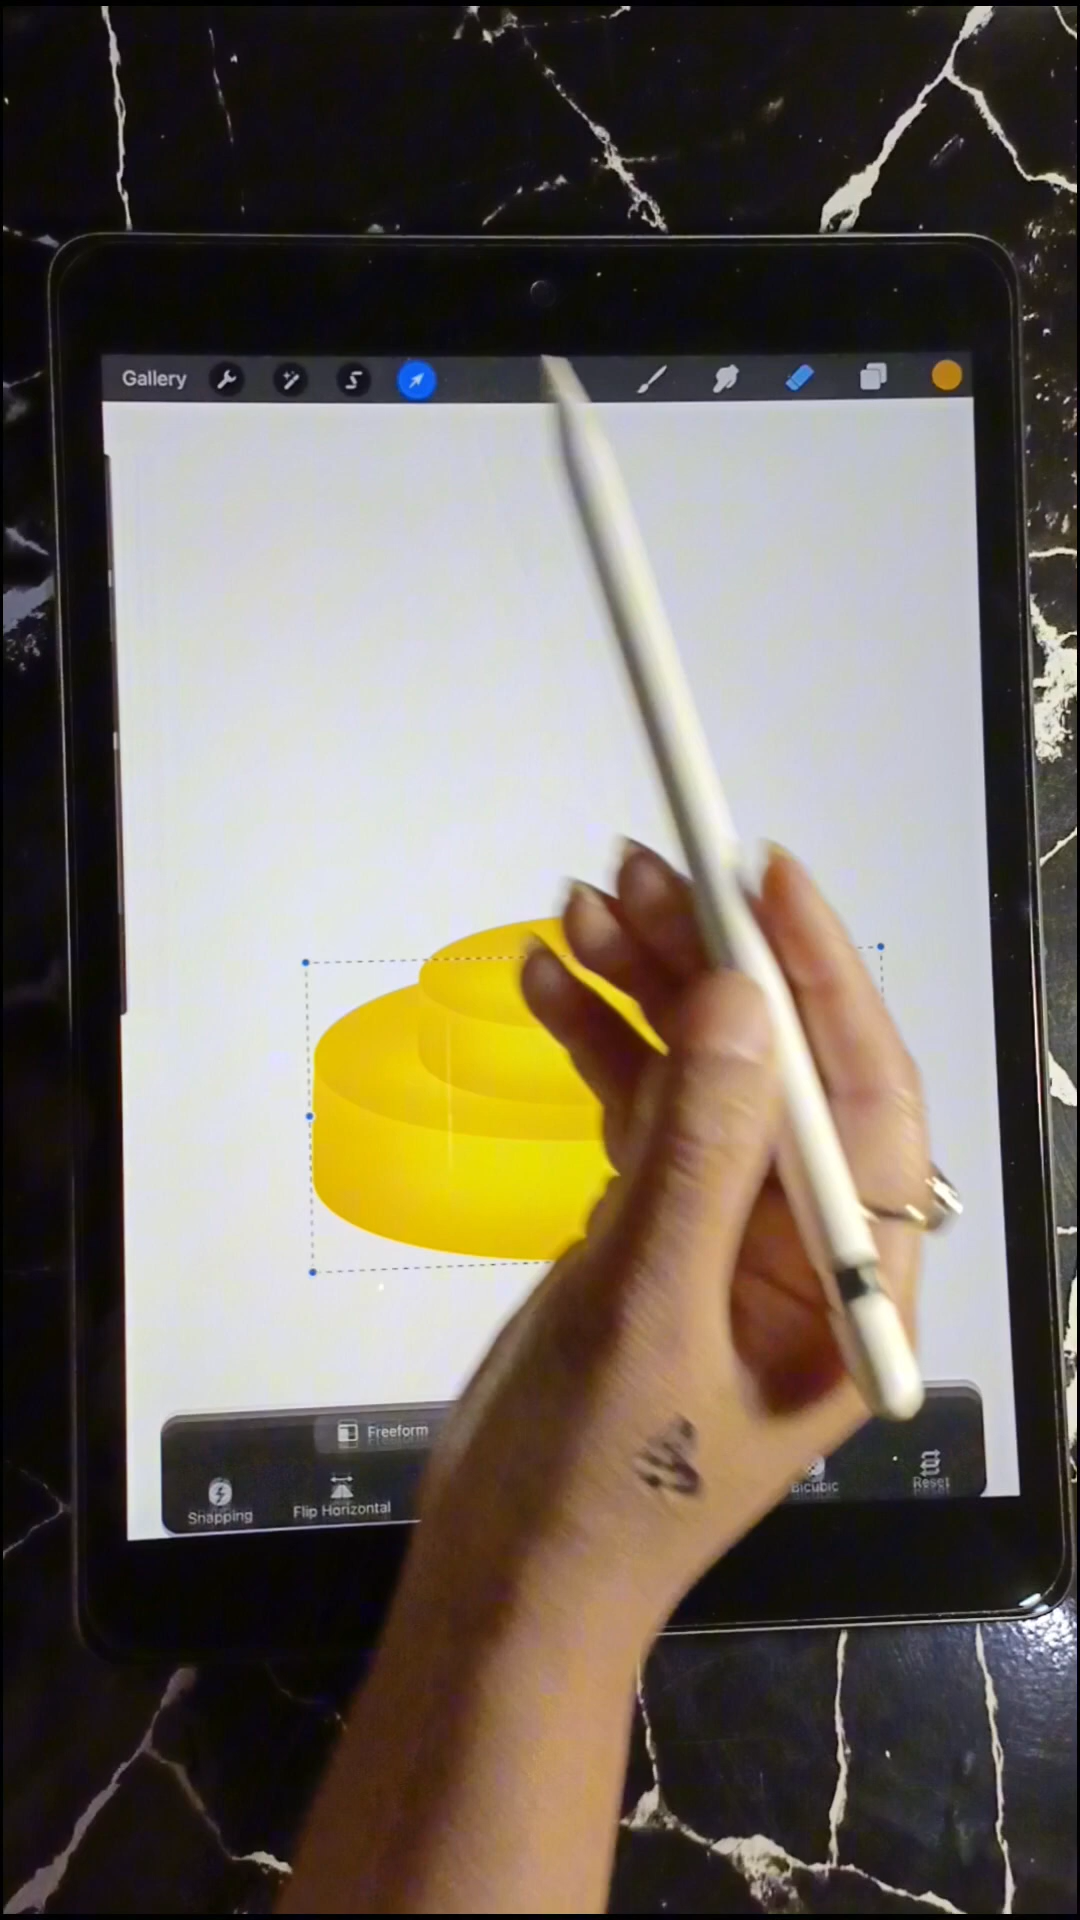 Gallery
Freeform
Snapping
Flip Horizontal
Bicubic
Reset